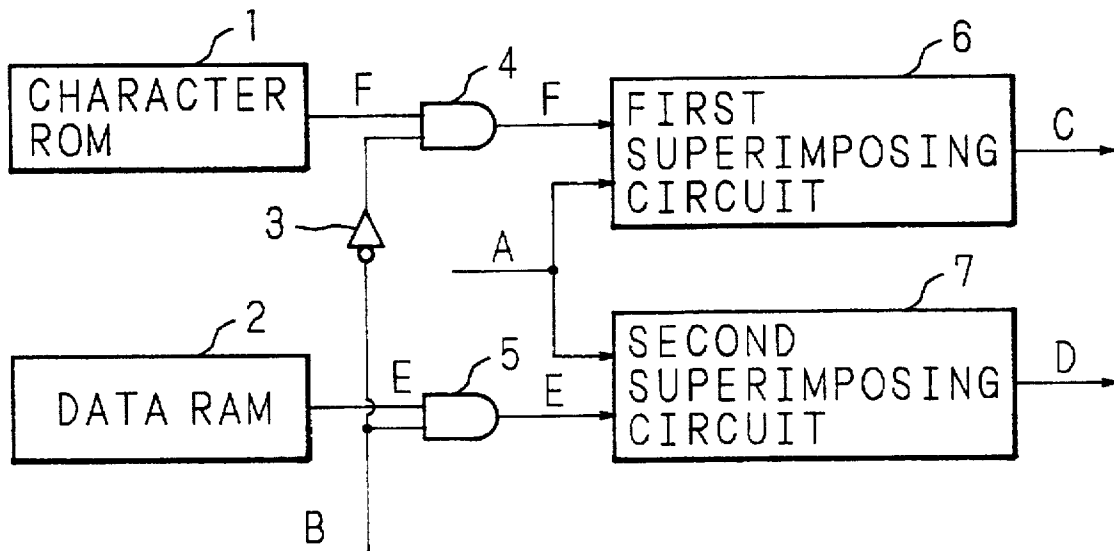 1
CHARACTER
ROM
F
4
F
6
FIRST
SUPERIMPOSING
CIRCUIT
C
3
A
2
DATA RAM
E
5
E
7
SECOND
SUPERIMPOSING
CIRCUIT
D
B